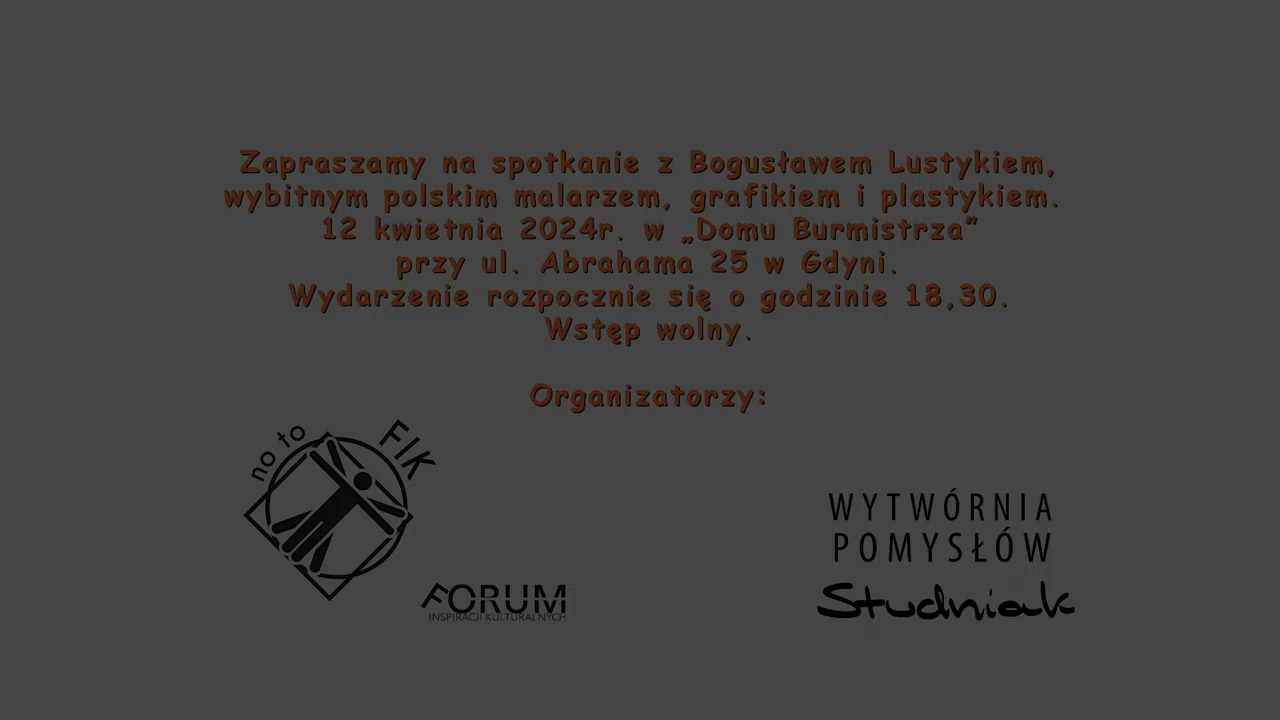 Zapraszamy na spotkanie z Bogusławem Lustykiem,
wybitnym polskim malarzem, grafikiem i plastykiem.
12 kwietnia 2024r. w „Domu Burmistrza”
przy ul. Abrahama 25 w Gdyni.
Wydarzenie rozpocznie się o godzinie 18,30.
Wstęp wolny.
Organizatorzy:
no to FIK
FORUM
INSPIRACJI KULTURALNYCH
WYTWÓRNIA
POMYSŁÓW
Studniak